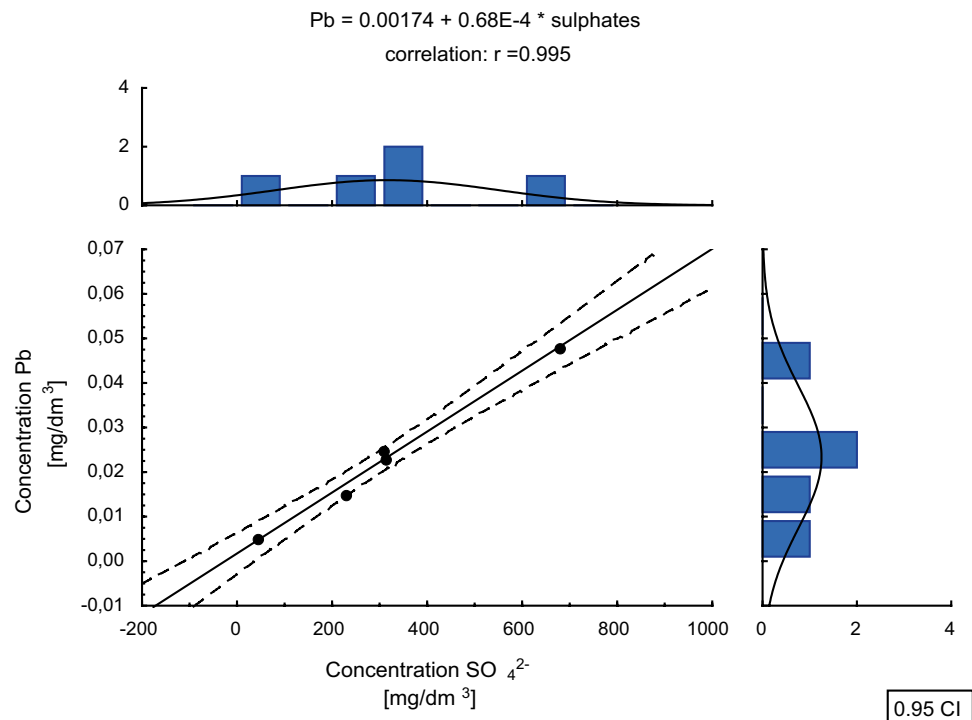 Pb = 0.00174 + 0.68E-4 * sulphates
correlation: r =0.995
4
2
0
0,07
0,06
0,05
0,04
0,03
0,02
0,01
0,00
-0,01
Concentration Pb
[mg/dm ³]
-200 0 200 400 600 800 1000
Concentration SO ₄²⁻
[mg/dm ³]
0 2 4
0.95 CI